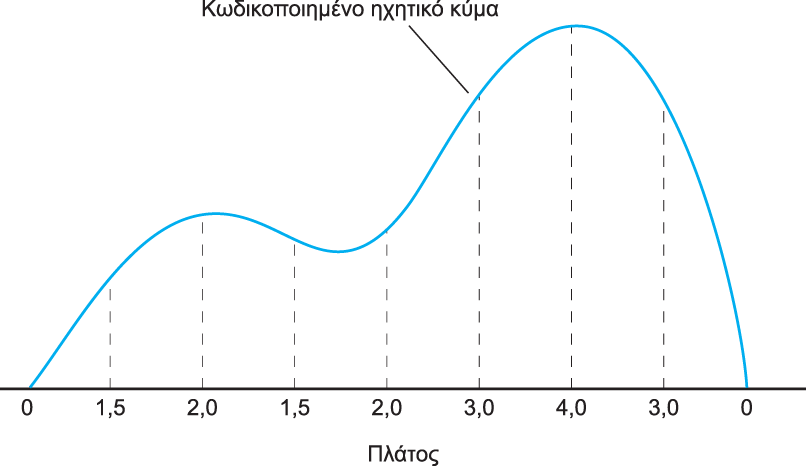 Κωδικοποιημένο ηχητικό κύμα
0 1,5 2,0 1,5 2,0 3,0 4,0 3,0 0
Πλάτος